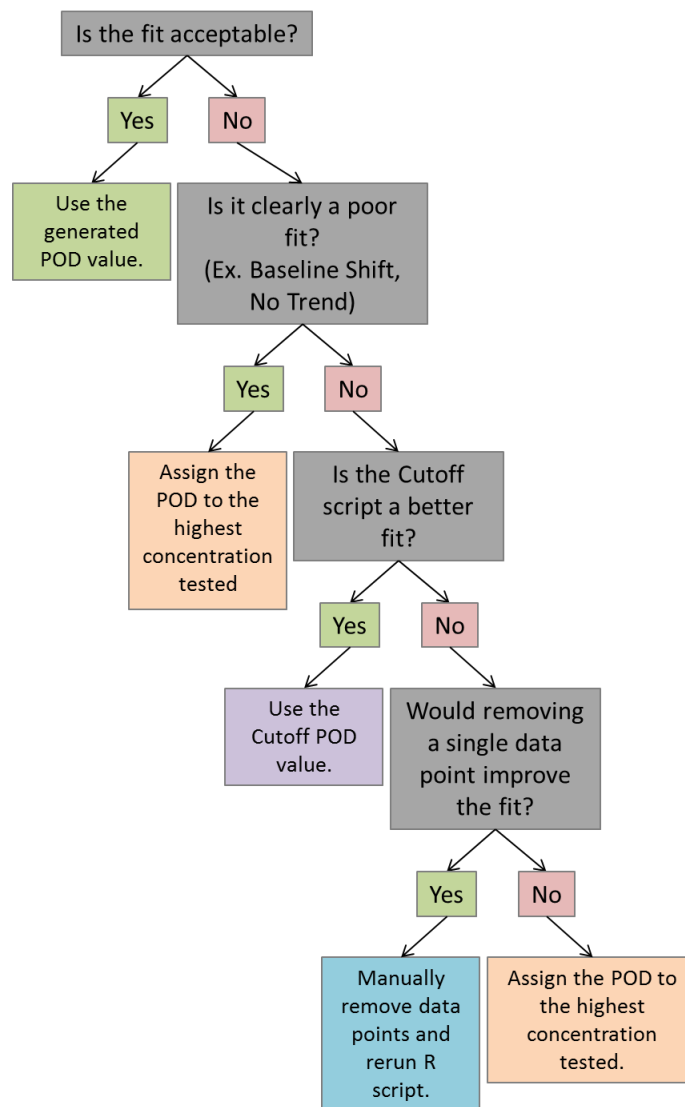 Is the fit acceptable?
Yes
No
Use the
generated
POD value.
Is it clearly a poor
fit?
(Ex. Baseline Shift,
No Trend)
Yes
No
Assign the
POD to the
highest
concentration
tested
Is the Cutoff
script a better
fit?
Yes
No
Use the
Cutoff POD
value.
Would removing
a single data
point improve
the fit?
Yes
No
Manually
remove data
points and
rerun R
script.
Assign the POD to
the highest
concentration
tested.